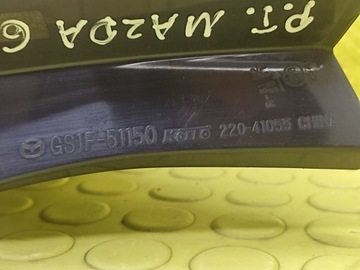 P.T. MAZDA 6
GS1F-51150 KOITO 220-41055 CHINA